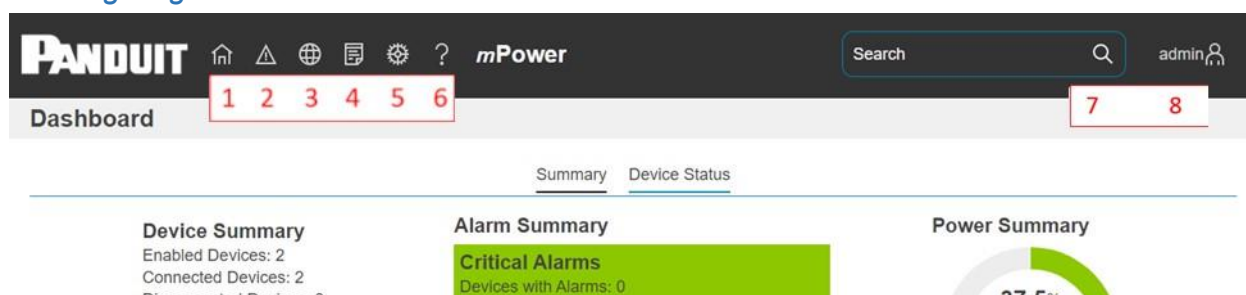 PANDUIT ? mPower Search admin
1 2 3 4 5 6 7 8
Dashboard
Summary Device Status
Device Summary
Enabled Devices: 2
Connected Devices: 2
Alarm Summary
Critical Alarms
Devices with Alarms: 0
Power Summary